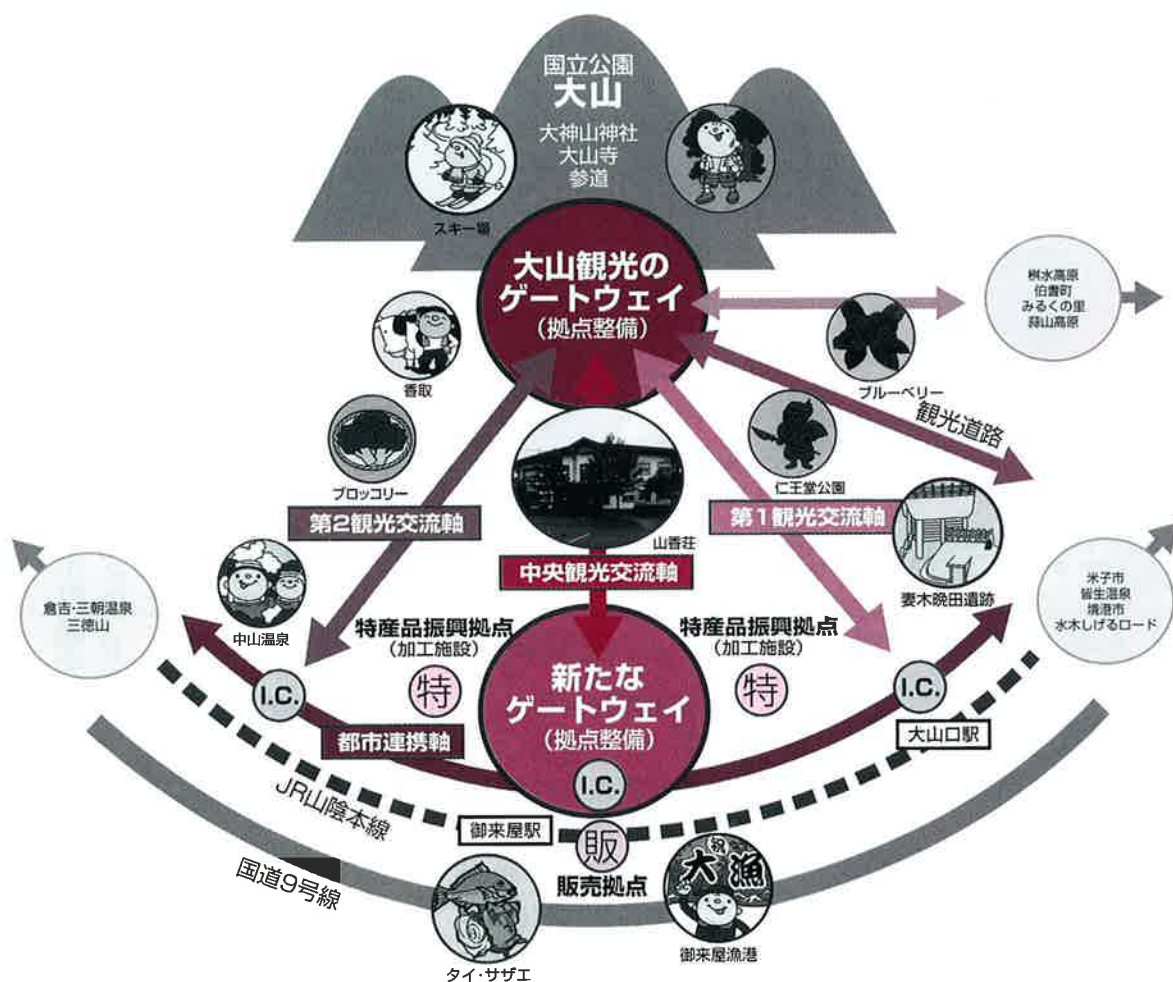 国立公園
大山
大神山神社
大山寺
参道
スキー場
大山観光の
ゲートウェイ
(拠点整備)
桝水高原
伯耆町
みるくの里
蒜山高原
香取
ブルーベリー
観光道路
ブロッコリー
仁王堂公園
第2観光交流軸
第1観光交流軸
山香荘
中央観光交流軸
妻木晩田遺跡
倉吉・三朝温泉
三徳山
中山温泉
米子市
皆生温泉
境港市
水木しげるロード
特産品振興拠点
(加工施設)
特
特産品振興拠点
(加工施設)
特
新たな
ゲートウェイ
(拠点整備)
I.C.
I.C.
I.C.
都市連携軸
大山口駅
JR山陰本線
御来屋駅
販
販売拠点
国道9号線
祝
大漁
御来屋漁港
タイ・サザエ